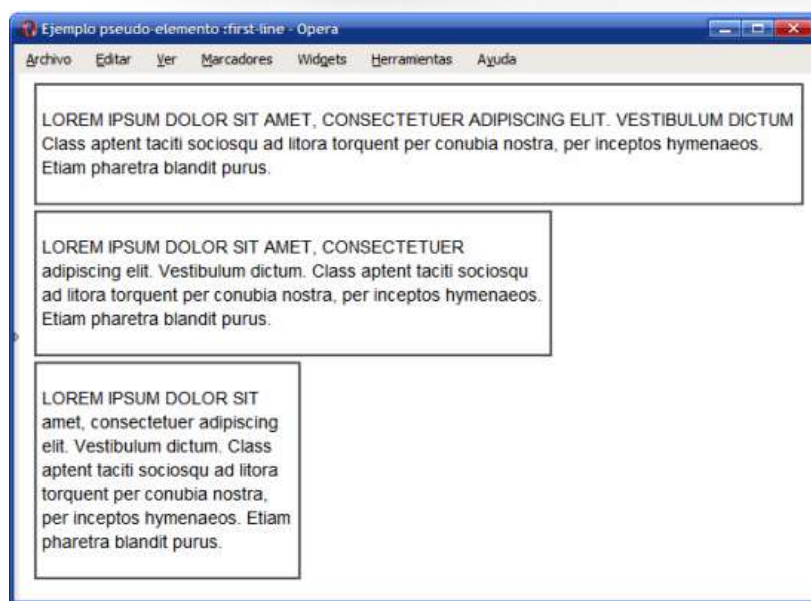 Ejemplo pseudo-elemento :first-line - Opera
Archivo Editar Ver Marcadores Widgets Herramientas Ayuda
LOREM IPSUM DOLOR SIT AMET, CONSECTETUER ADIPISCING ELIT. VESTIBULUM DICTUM
Class aptent taciti sociosqu ad litora torquent per conubia nostra, per inceptos hymenaeos.
Etiam pharetra blandit purus.
LOREM IPSUM DOLOR SIT AMET, CONSECTETUER
adipiscing elit. Vestibulum dictum. Class aptent taciti sociosqu
ad litora torquent per conubia nostra, per inceptos hymenaeos.
Etiam pharetra blandit purus.
LOREM IPSUM DOLOR SIT
amet, consectetuer adipiscing
elit. Vestibulum dictum. Class
aptent taciti sociosqu ad litora
torquent per conubia nostra,
per inceptos hymenaeos. Etiam
pharetra blandit purus.